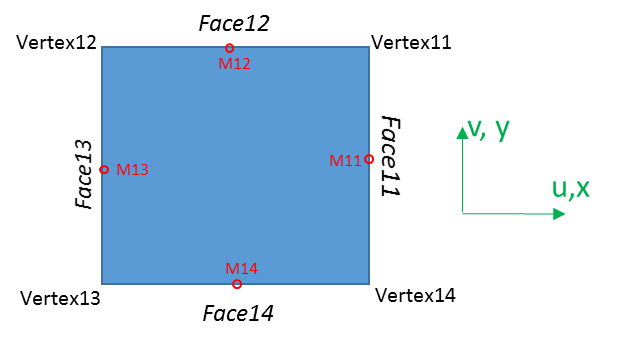 Face12
Vertex12
Vertex11
M12
Face13
M13
M11
Face11
v, y
u,x
M14
Vertex13
Vertex14
Face14